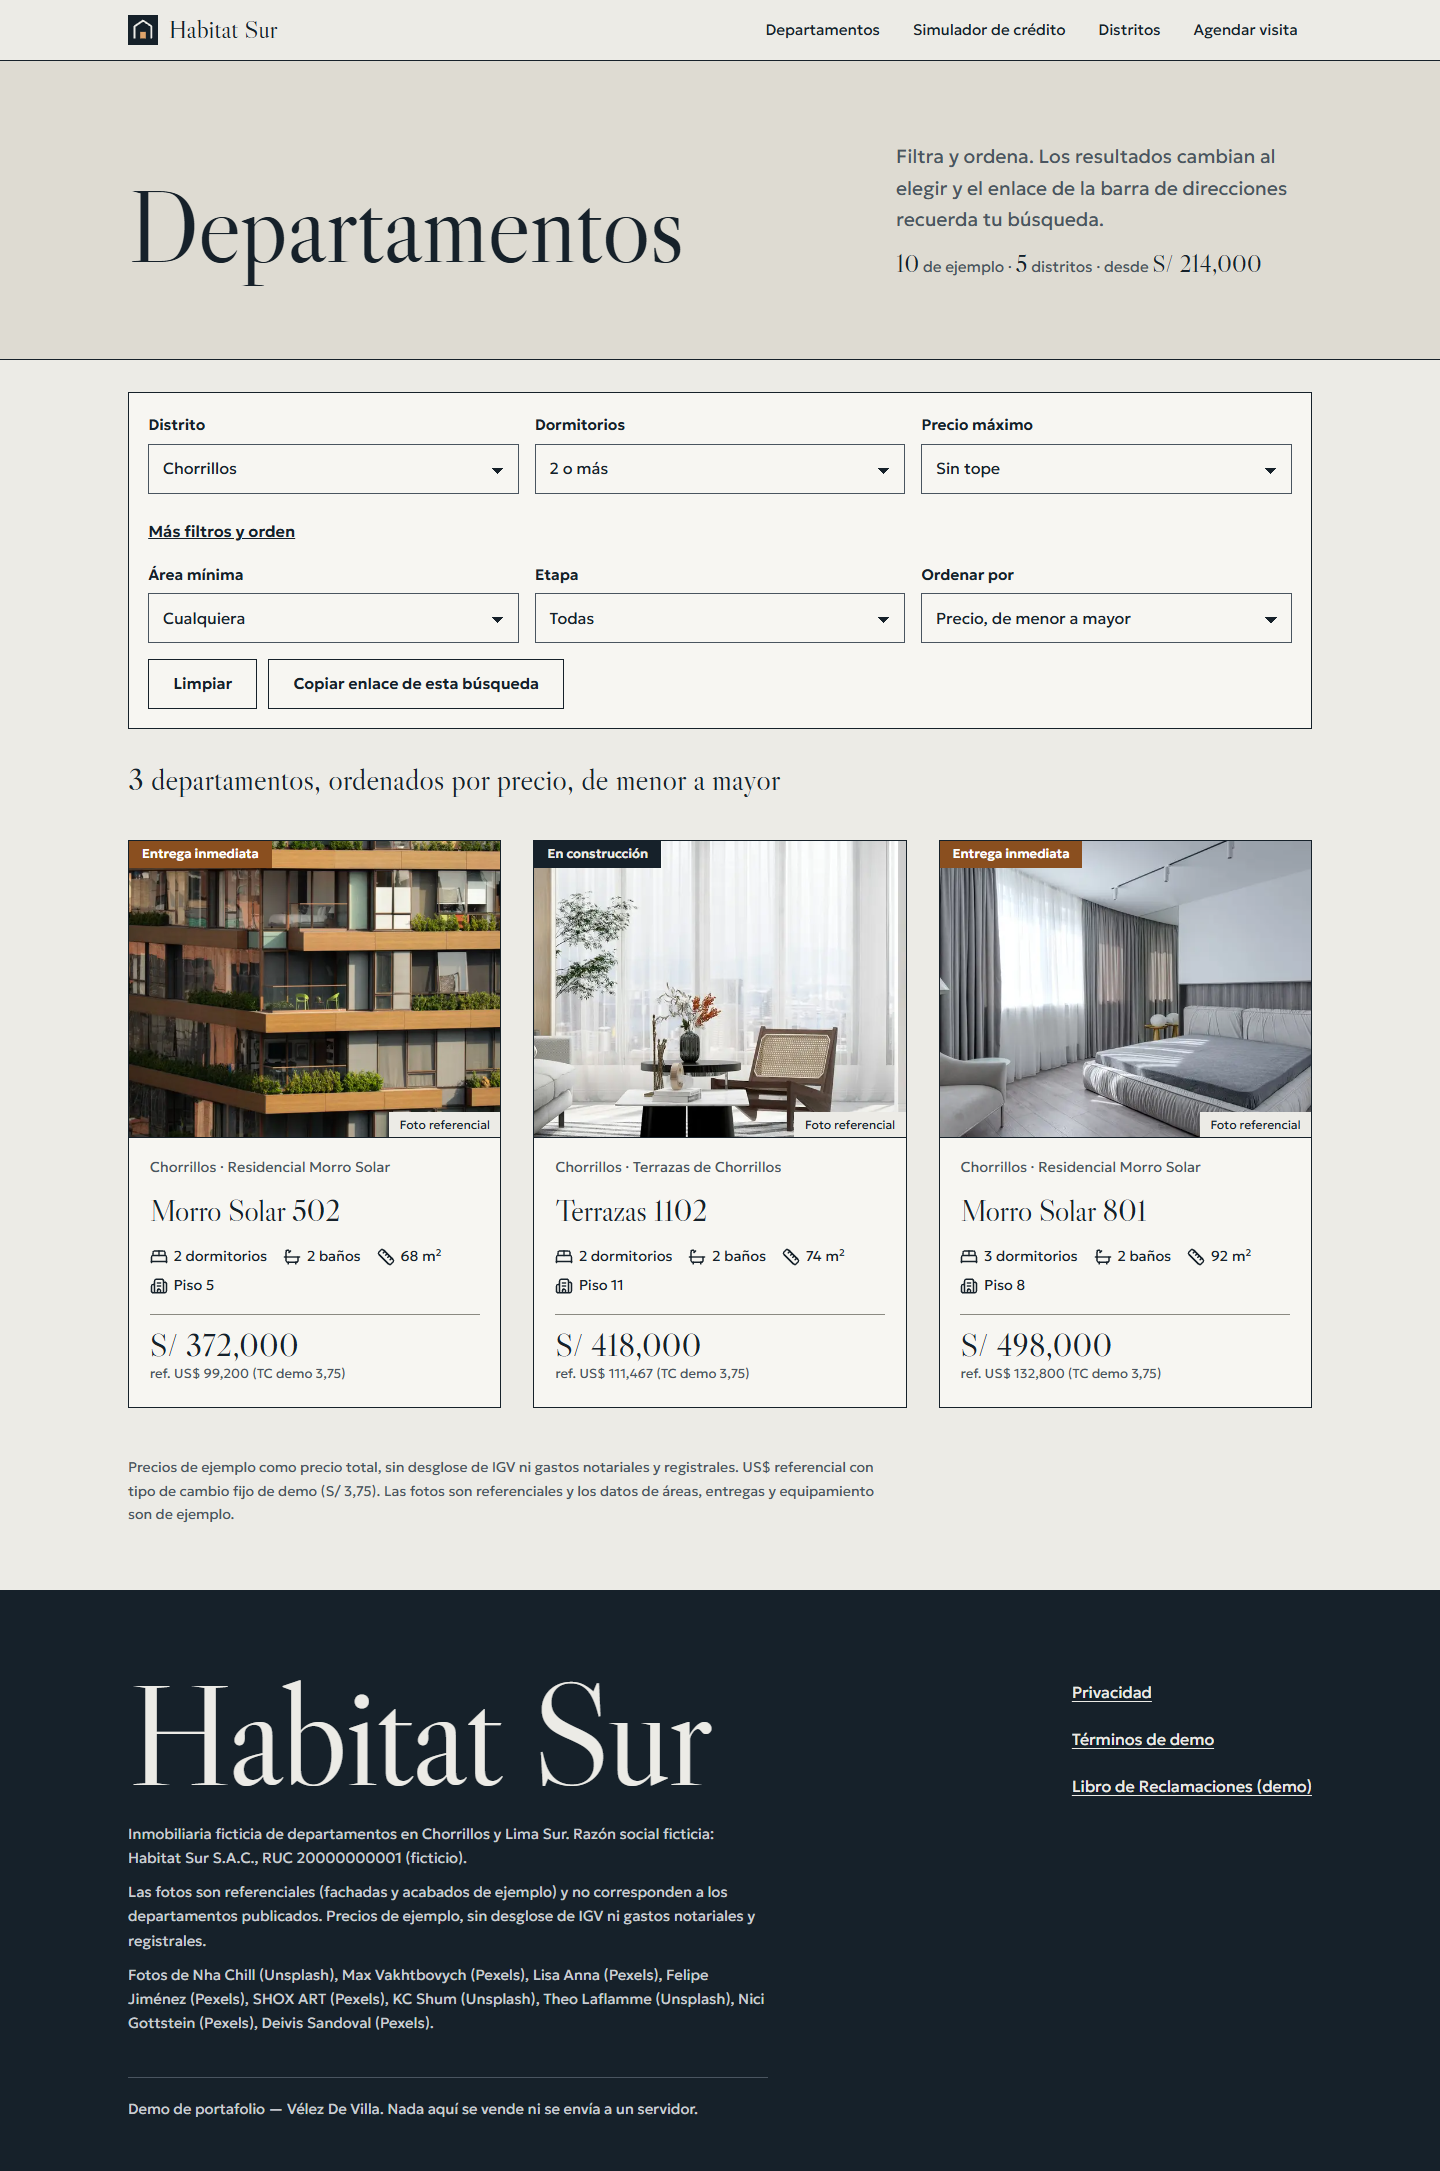 Habitat Sur
Departamentos
Simulador de crédito
Distritos
Agendar visita
Departamentos
Filtra y ordena. Los resultados cambian al
elegir y el enlace de la barra de direcciones
recuerda tu búsqueda.
10 de ejemplo · 5 distritos · desde S/ 214,000
Distrito
Chorrillos
Dormitorios
2 o más
Precio máximo
Sin tope
Más filtros y orden
Área mínima
Cualquiera
Etapa
Todas
Ordenar por
Precio, de menor a mayor
Limpiar
Copiar enlace de esta búsqueda
3 departamentos, ordenados por precio, de menor a mayor
Entrega inmediata
Foto referencial
Chorrillos · Residencial Morro Solar
Morro Solar 502
2 dormitorios 2 baños 68 m²
Piso 5
S/ 372,000
ref. US$ 99,200 (TC demo 3,75)
En construcción
Foto referencial
Chorrillos · Terrazas de Chorrillos
Terrazas 1102
2 dormitorios 2 baños 74 m²
Piso 11
S/ 418,000
ref. US$ 111,467 (TC demo 3,75)
Entrega inmediata
Foto referencial
Chorrillos · Residencial Morro Solar
Morro Solar 801
3 dormitorios 2 baños 92 m²
Piso 8
S/ 498,000
ref. US$ 132,800 (TC demo 3,75)
Precios de ejemplo como precio total, sin desglose de IGV ni gastos notariales y registrales. US$ referencial con
tipo de cambio fijo de demo (S/ 3,75). Las fotos son referenciales y los datos de áreas, entregas y equipamiento
son de ejemplo.
Habitat Sur
Inmobiliaria ficticia de departamentos en Chorrillos y Lima Sur. Razón social ficticia:
Habitat Sur S.A.C., RUC 20000000001 (ficticio).
Las fotos son referenciales (fachadas y acabados de ejemplo) y no corresponden a los
departamentos publicados. Precios de ejemplo, sin desglose de IGV ni gastos notariales y
registrales.
Fotos de Nha Chill (Unsplash), Max Vakhtbovych (Pexels), Lisa Anna (Pexels), Felipe
Jiménez (Pexels), SHOX ART (Pexels), KC Shum (Unsplash), Theo Laflamme (Unsplash), Nici
Gottstein (Pexels), Deivis Sandoval (Pexels).
Privacidad
Términos de demo
Libro de Reclamaciones (demo)
Demo de portafolio — Vélez De Villa. Nada aquí se vende ni se envía a un servidor.